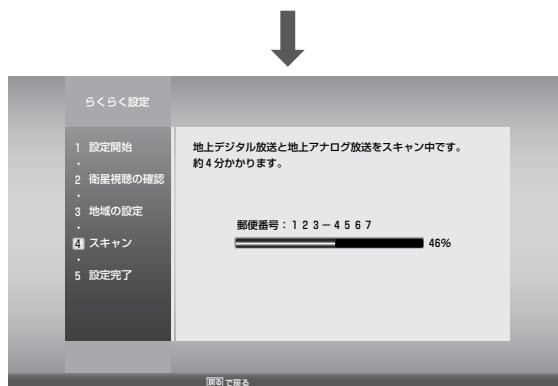 らくらく設定
1 設定開始
・
2 衛星視聴の確認
・
3 地域の設定
・
4 スキャン
・
5 設定完了
地上デジタル放送と地上アナログ放送をスキャン中です。
約4分かかります。
郵便番号：１２３－４５６７
46%
戻る で戻る